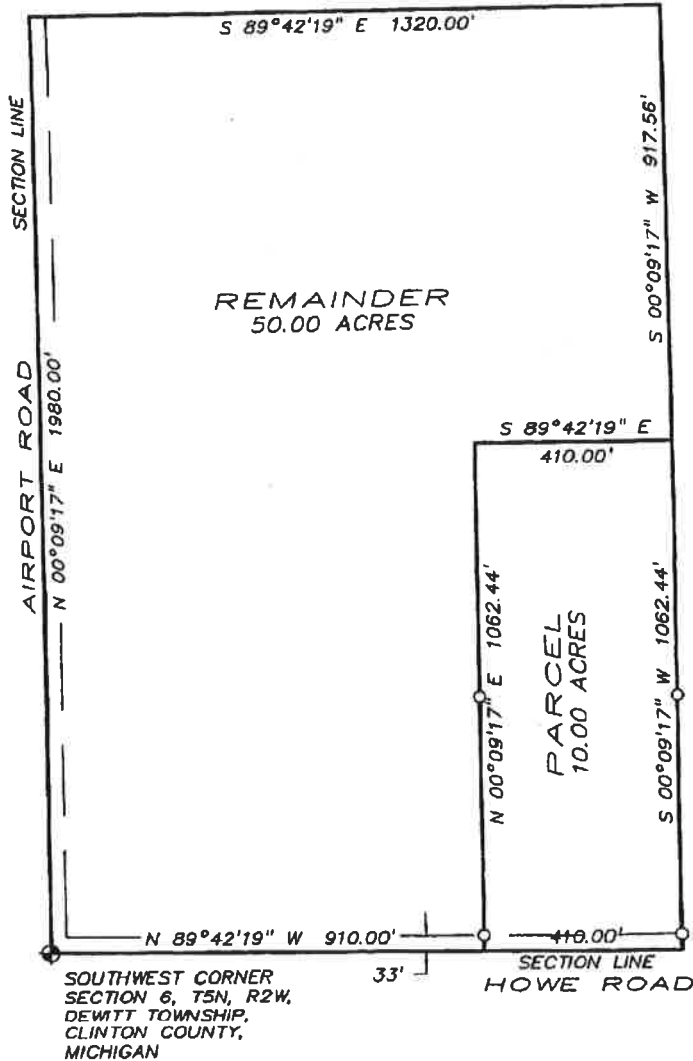 S 89°42'19" E 1320.00'
SECTION LINE
S 00°09'17" W 917.56'
REMAINDER
50.00 ACRES
AIRPORT ROAD
N 00°09'17" E 1980.00'
S 89°42'19" E
410.00'
N 00°09'17" E 1062.44'
PARCEL
10.00 ACRES
S 00°09'17" W 1062.44'
N 89°42'19" W 910.00'
410.00'
33'
SECTION LINE
HOWE ROAD
SOUTHWEST CORNER
SECTION 6, T5N, R2W,
DEWITT TOWNSHIP,
CLINTON COUNTY,
MICHIGAN